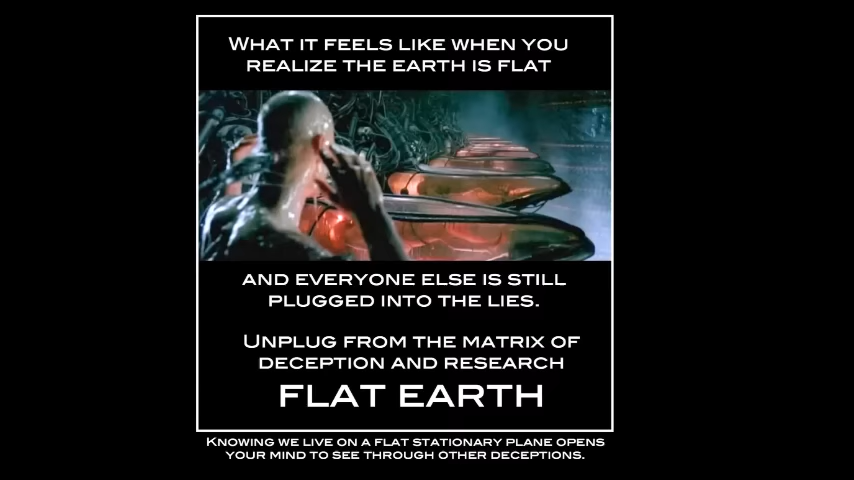 What it feels like when you
realize the earth is flat
and everyone else is still
plugged into the lies.
Unplug from the matrix of
deception and research
FLAT EARTH
Knowing we live on a flat stationary plane opens
your mind to see through other deceptions.